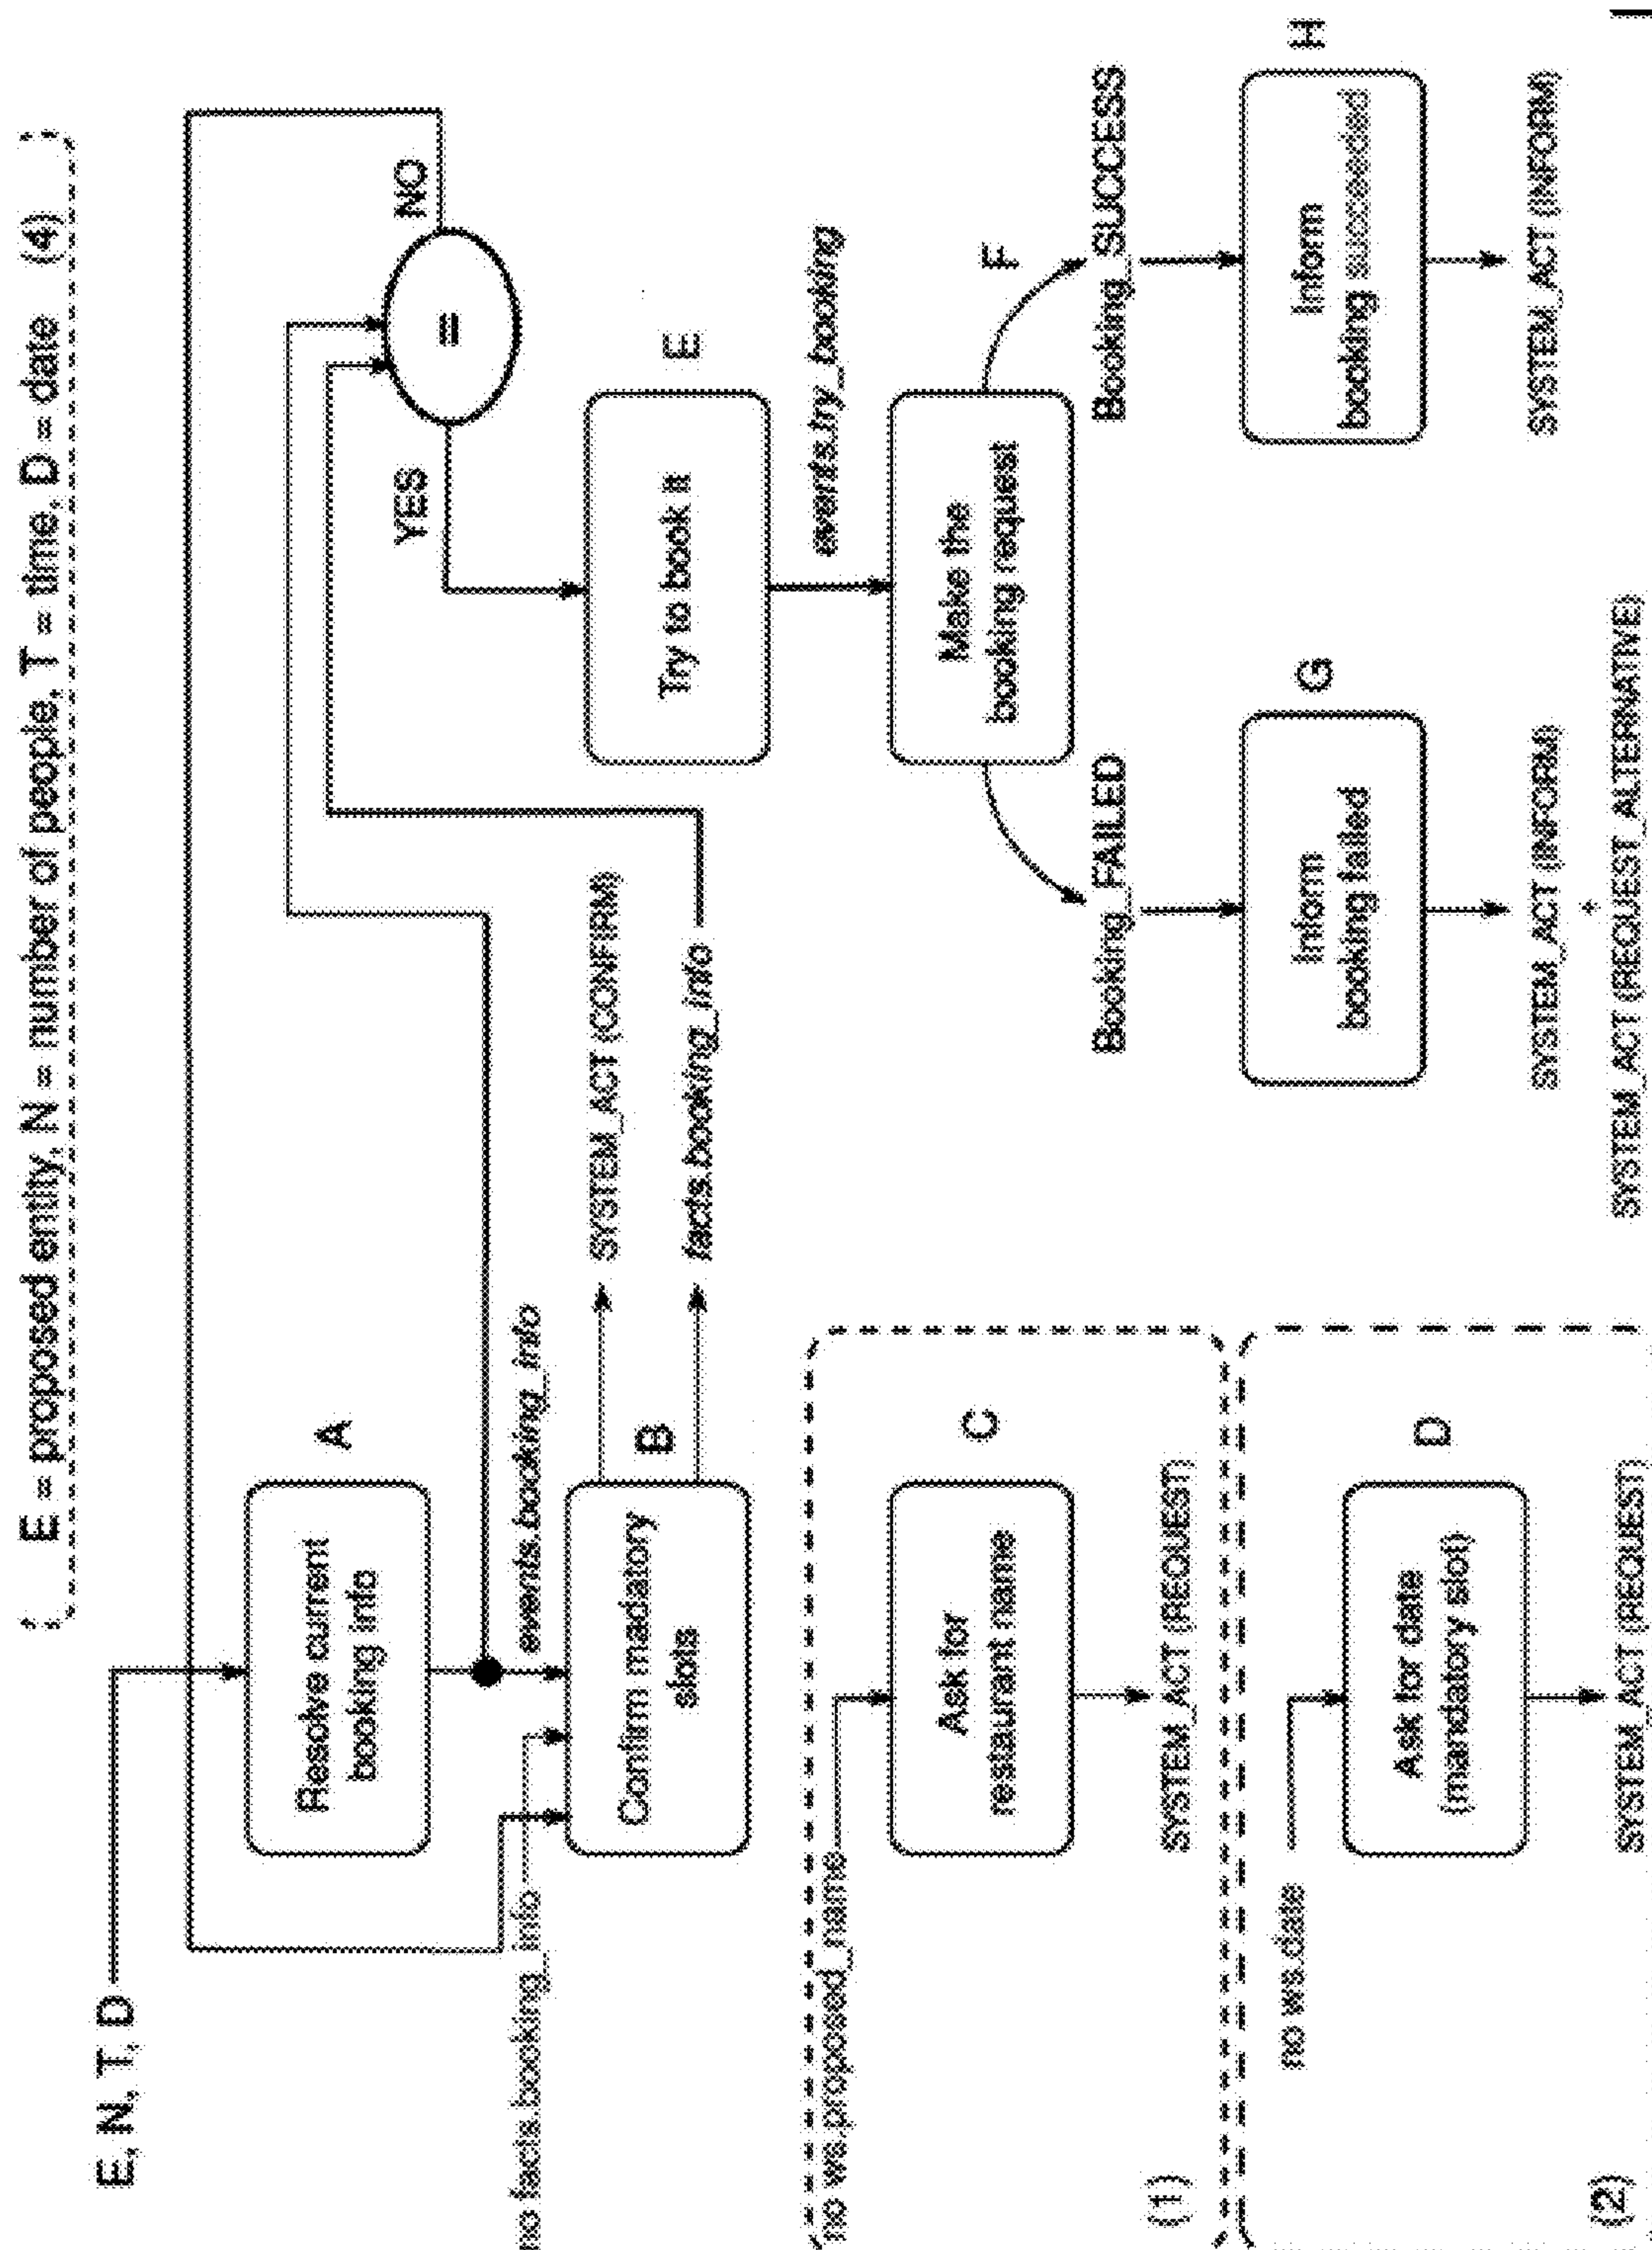 E = proposed entity, N = number of people, T = time, D = date (4)
E, N, T, D
NO
=
YES
Resolve current
booking info
A
events.booking_info
no facts.booking_info
Confirm madatory
slots
B
SYSTEM_ACT (CONFIRM)
facts.booking_info
Try to book it
E
events.try_booking
Make the
booking request
F
no ws.proposed_name
Ask for
restaurant name
C
SYSTEM_ACT (REQUEST)
(1)
Booking_FAILED
Booking_SUCCESS
no ws.date
Ask for date
(mandatory slot)
D
SYSTEM_ACT (REQUEST)
(2)
Inform
booking failed
G
SYSTEM_ACT (INFORM)
+
SYSTEM_ACT (REQUEST_ALTERNATIVE)
Inform
booking succeeded
H
SYSTEM_ACT (INFORM)